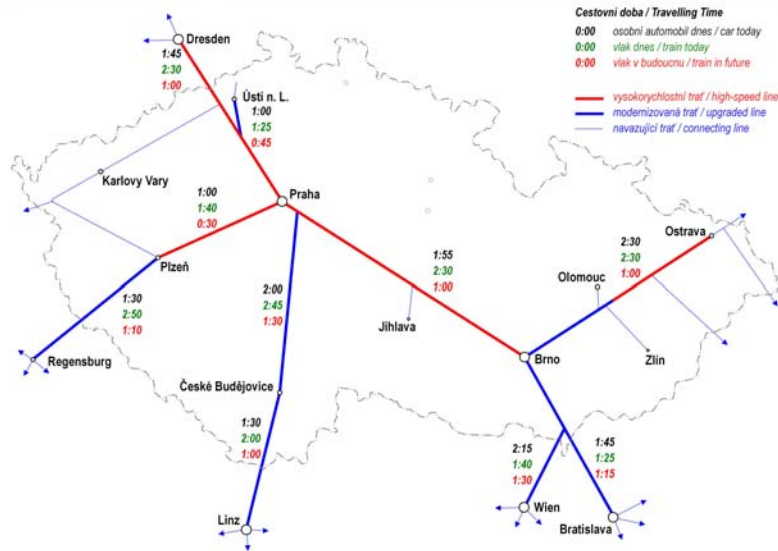 Cestovní doba / Travelling Time
0:00 osobní automobil dnes / car today
0:00 vlak dnes / train today
0:00 vlak v budoucnu / train in future
vysokorychlostní trať / high-speed line
modernizovaná trať / upgraded line
navazující trať / connecting line
Dresden
1:45
2:30
1:00
Ústí n. L.
1:00
1:25
0:45
Karlovy Vary
Praha
1:00
1:40
0:30
Plzeň
1:30
2:50
1:10
Regensburg
2:00
2:45
1:30
České Budějovice
1:30
2:00
1:00
Linz
1:55
2:30
1:00
Jihlava
Brno
2:30
2:30
1:00
Ostrava
Olomouc
Zlín
2:15
1:40
1:30
Wien
1:45
1:25
1:15
Bratislava